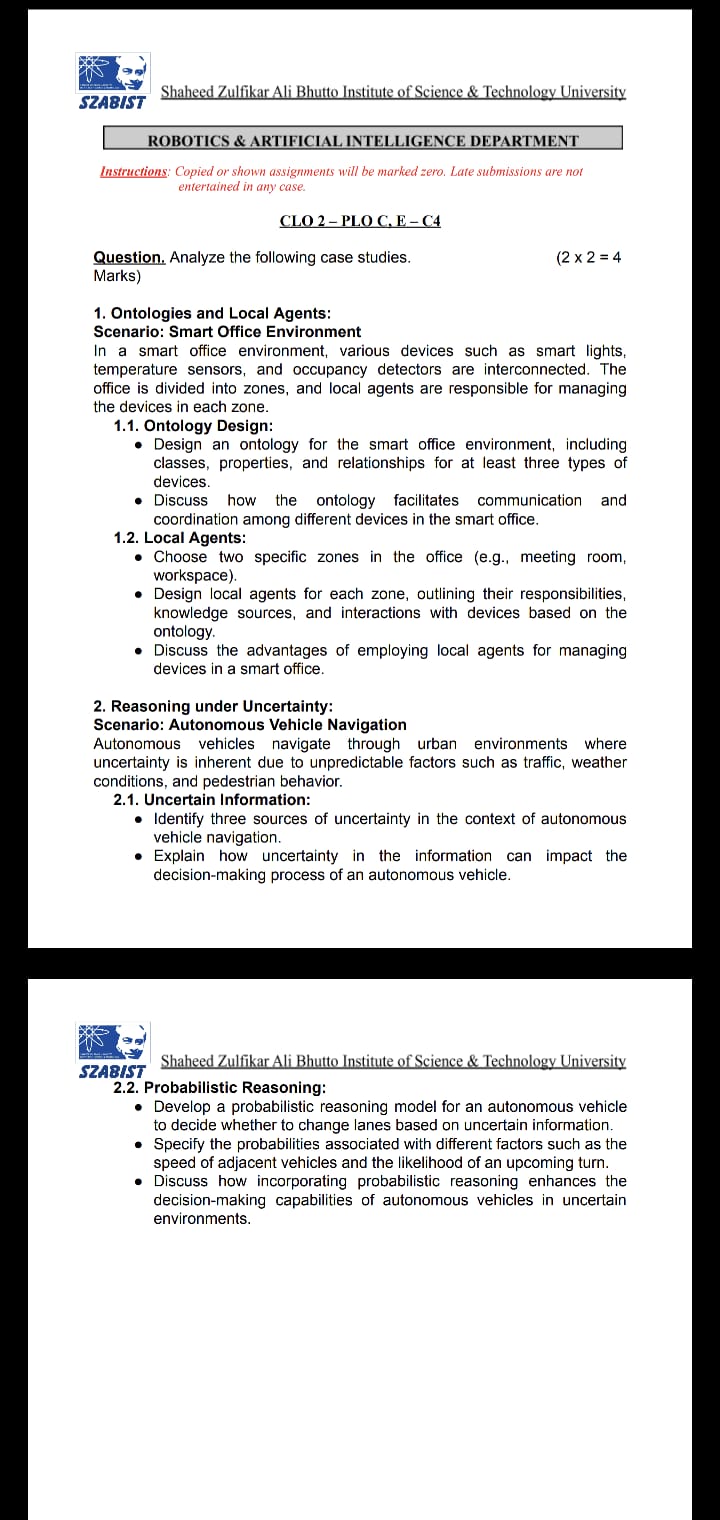 SZABIST
Shaheed Zulfikar Ali Bhutto Institute of Science & Technology University
ROBOTICS & ARTIFICIAL INTELLIGENCE DEPARTMENT
Instructions: Copied or shown assignments will be marked zero. Late submissions are not
entertained in any case.
CLO 2 – PLO C, E – C4
Question. Analyze the following case studies. (2 x 2 = 4
Marks)
1. Ontologies and Local Agents:
Scenario: Smart Office Environment
In a smart office environment, various devices such as smart lights,
temperature sensors, and occupancy detectors are interconnected. The
office is divided into zones, and local agents are responsible for managing
the devices in each zone.
1.1. Ontology Design:
• Design an ontology for the smart office environment, including
classes, properties, and relationships for at least three types of
devices.
• Discuss how the ontology facilitates communication and
coordination among different devices in the smart office.
1.2. Local Agents:
• Choose two specific zones in the office (e.g., meeting room,
workspace).
• Design local agents for each zone, outlining their responsibilities,
knowledge sources, and interactions with devices based on the
ontology.
• Discuss the advantages of employing local agents for managing
devices in a smart office.
2. Reasoning under Uncertainty:
Scenario: Autonomous Vehicle Navigation
Autonomous vehicles navigate through urban environments where
uncertainty is inherent due to unpredictable factors such as traffic, weather
conditions, and pedestrian behavior.
2.1. Uncertain Information:
• Identify three sources of uncertainty in the context of autonomous
vehicle navigation.
• Explain how uncertainty in the information can impact the
decision-making process of an autonomous vehicle.
SZABIST
Shaheed Zulfikar Ali Bhutto Institute of Science & Technology University
2.2. Probabilistic Reasoning:
• Develop a probabilistic reasoning model for an autonomous vehicle
to decide whether to change lanes based on uncertain information.
• Specify the probabilities associated with different factors such as the
speed of adjacent vehicles and the likelihood of an upcoming turn.
• Discuss how incorporating probabilistic reasoning enhances the
decision-making capabilities of autonomous vehicles in uncertain
environments.